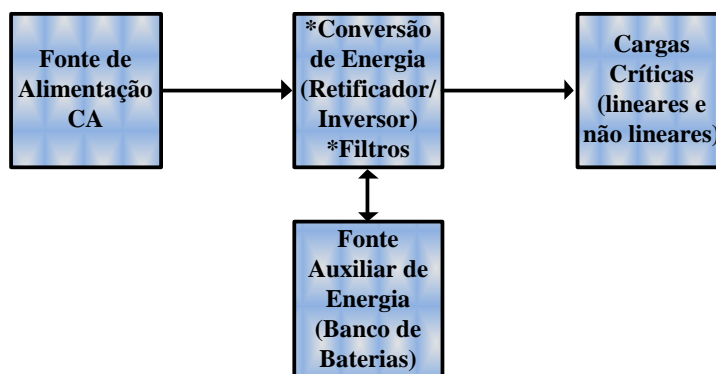 Fonte de
Alimentação
CA
*Conversão
de Energia
(Retificador/
Inversor)
*Filtros
Cargas
Críticas
(lineares e
não lineares)
Fonte
Auxiliar de
Energia
(Banco de
Baterias)